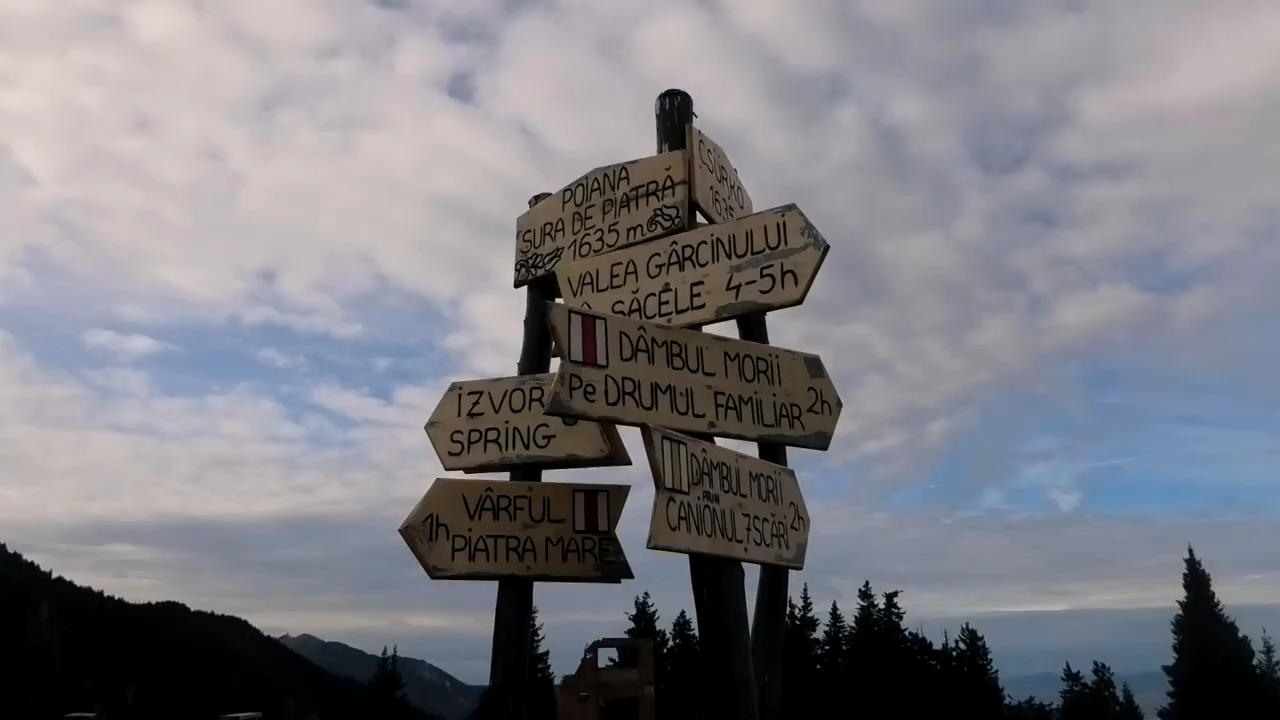 POIANA
SURA DE PIATRĂ
1635 m
CSURKO
1635
VALEA GÂRCINULUI
SĂCELE 4-5h
DÂMBUL MORII
Pe DRUMUL FAMILIAR 2h
IZVOR
SPRING
DÂMBUL MORII
PRIN
CANIONUL 7 SCĂRI 2h
VÂRFUL
1h PIATRA MARE